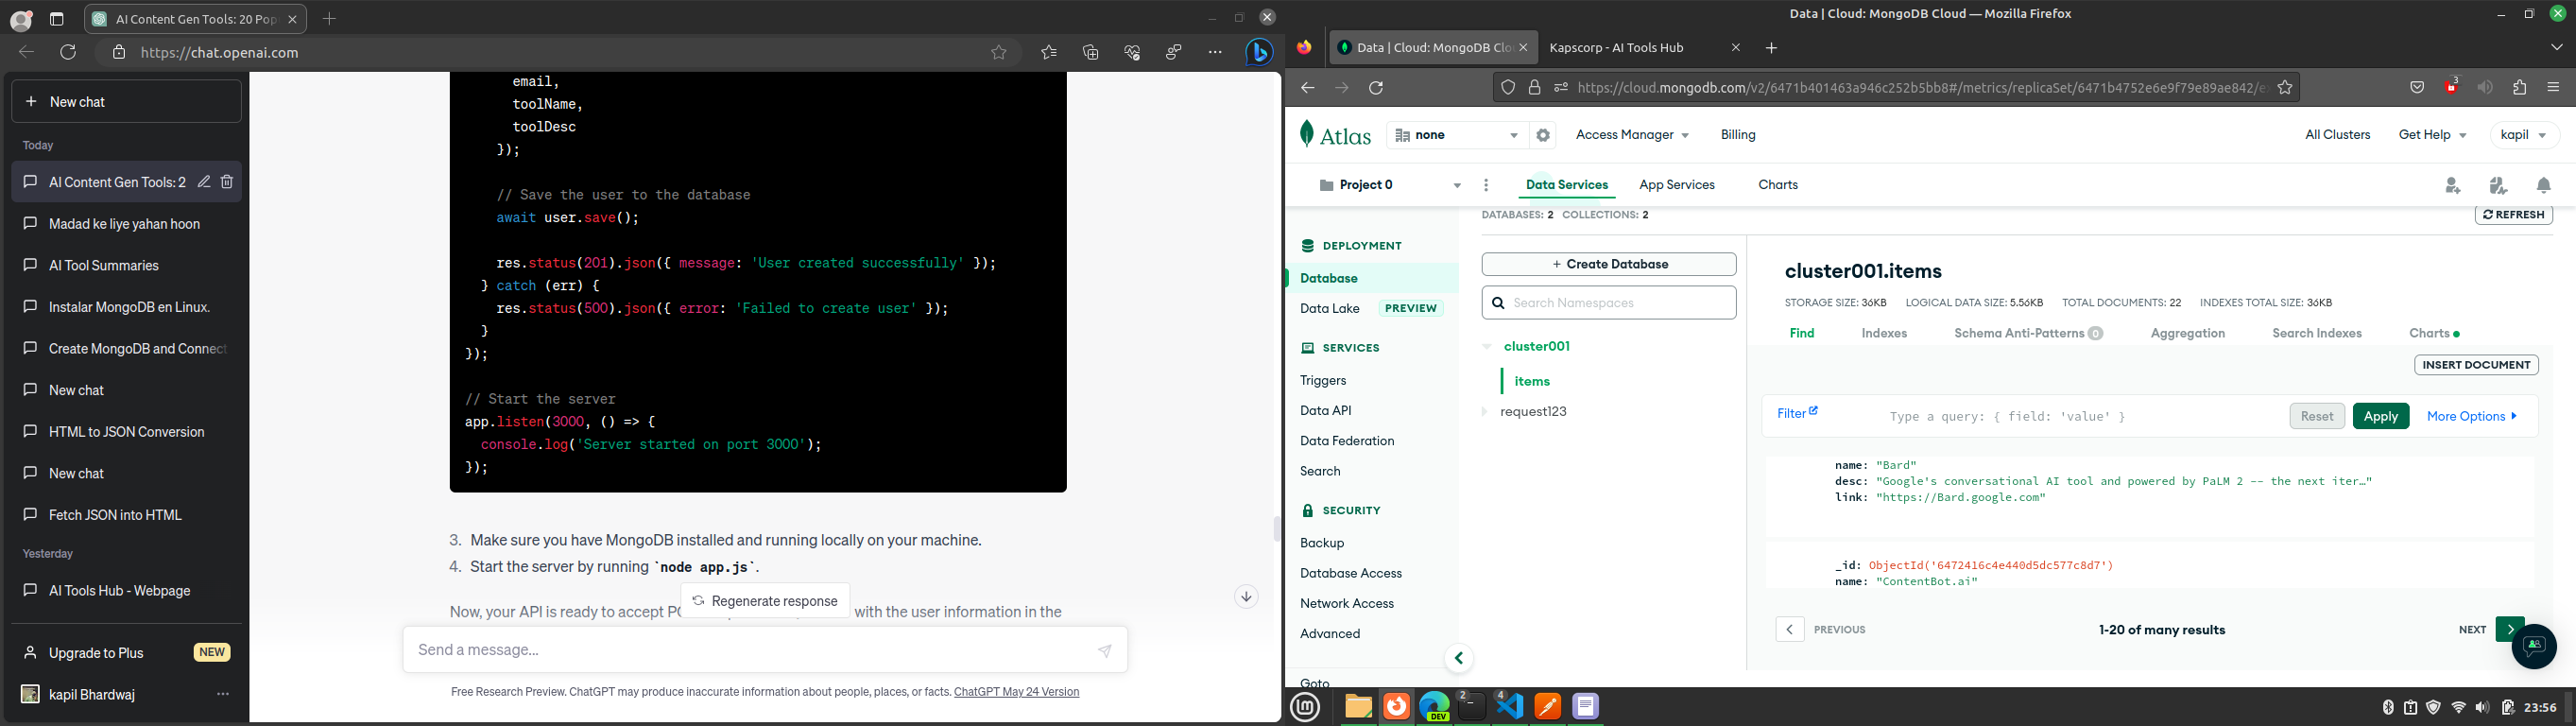 AI Content Gen Tools: 20 Pop
https://chat.openai.com
New chat
Today
AI Content Gen Tools: 2
Madad ke liye yahan hoon
AI Tool Summaries
Instalar MongoDB en Linux.
Create MongoDB and Connect
New chat
HTML to JSON Conversion
New chat
Fetch JSON into HTML
Yesterday
AI Tools Hub - Webpage
Upgrade to Plus NEW
kapil Bhardwaj
email,
toolName,
toolDesc
});
// Save the user to the database
await user.save();
res.status(201).json({ message: 'User created successfully' });
} catch (err) {
res.status(500).json({ error: 'Failed to create user' });
}
});
// Start the server
app.listen(3000, () => {
console.log('Server started on port 3000');
});
3. Make sure you have MongoDB installed and running locally on your machine.
4. Start the server by running `node app.js`.
Now, your API is ready to accept with the user information in the
Regenerate response
Send a message...
Free Research Preview. ChatGPT may produce inaccurate information about people, places, or facts. ChatGPT May 24 Version
Data | Cloud: MongoDB Cloud — Mozilla Firefox
Data | Cloud: MongoDB Clo
Kapscorp - AI Tools Hub
https://cloud.mongodb.com/v2/6471b401463a946c252b5bb8#/metrics/replicaSet/6471b4752e6e9f79e89ae842/e
3
Atlas
none
Access Manager
Billing
All Clusters
Get Help
kapil
Project 0
Data Services
App Services
Charts
DEPLOYMENT
Database
Data Lake PREVIEW
SERVICES
Triggers
Data API
Data Federation
Search
SECURITY
Backup
Database Access
Network Access
Advanced
Goto
DATABASES: 2 COLLECTIONS: 2
REFRESH
+ Create Database
Search Namespaces
cluster001
items
request123
cluster001.items
STORAGE SIZE: 36KB LOGICAL DATA SIZE: 5.56KB TOTAL DOCUMENTS: 22 INDEXES TOTAL SIZE: 36KB
Find Indexes Schema Anti-Patterns 0 Aggregation Search Indexes Charts
INSERT DOCUMENT
Filter Type a query: { field: 'value' } Reset Apply More Options
name: "Bard"
desc: "Google's conversational AI tool and powered by PaLM 2 -- the next iter…"
link: "https://Bard.google.com"
_id: ObjectId('6472416c4e440d5dc577c8d7')
name: "ContentBot.ai"
PREVIOUS 1-20 of many results NEXT
DEV
2
4
23:56